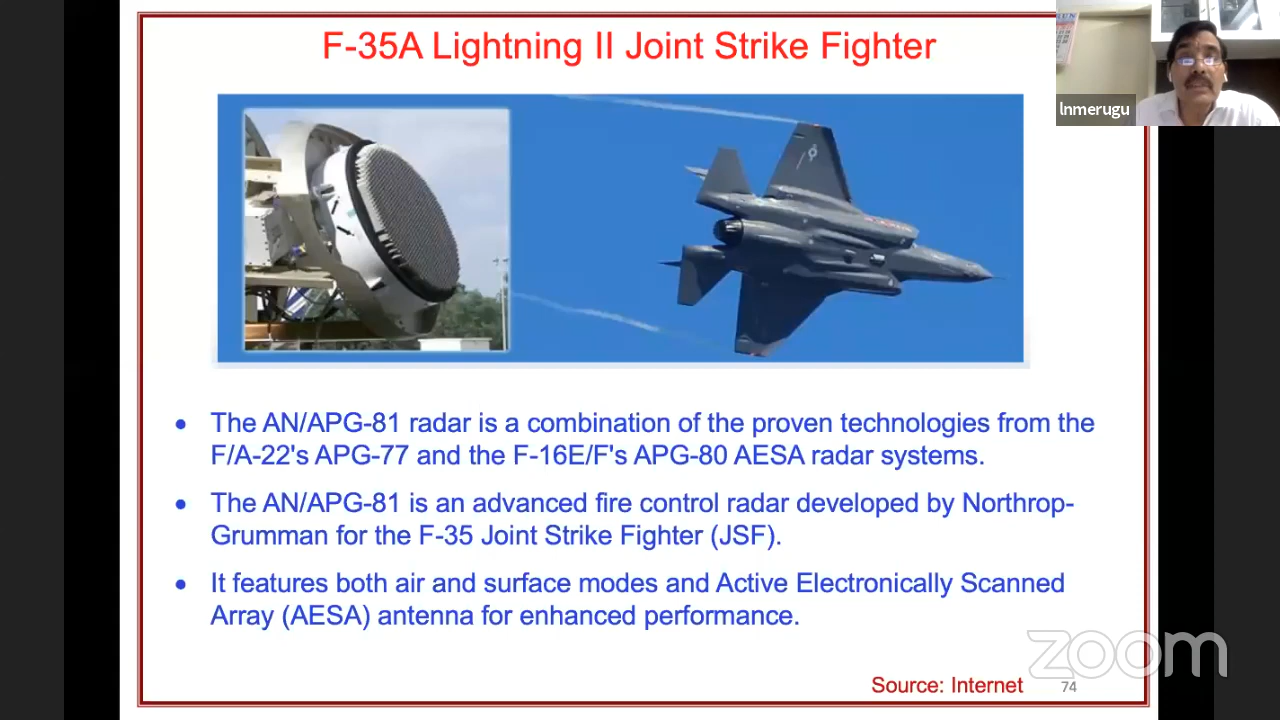 F-35A Lightning II Joint Strike Fighter
lnmerugu
• The AN/APG-81 radar is a combination of the proven technologies from the
F/A-22's APG-77 and the F-16E/F's APG-80 AESA radar systems.
• The AN/APG-81 is an advanced fire control radar developed by Northrop-
Grumman for the F-35 Joint Strike Fighter (JSF).
• It features both air and surface modes and Active Electronically Scanned
Array (AESA) antenna for enhanced performance.
zoom
Source: Internet 74